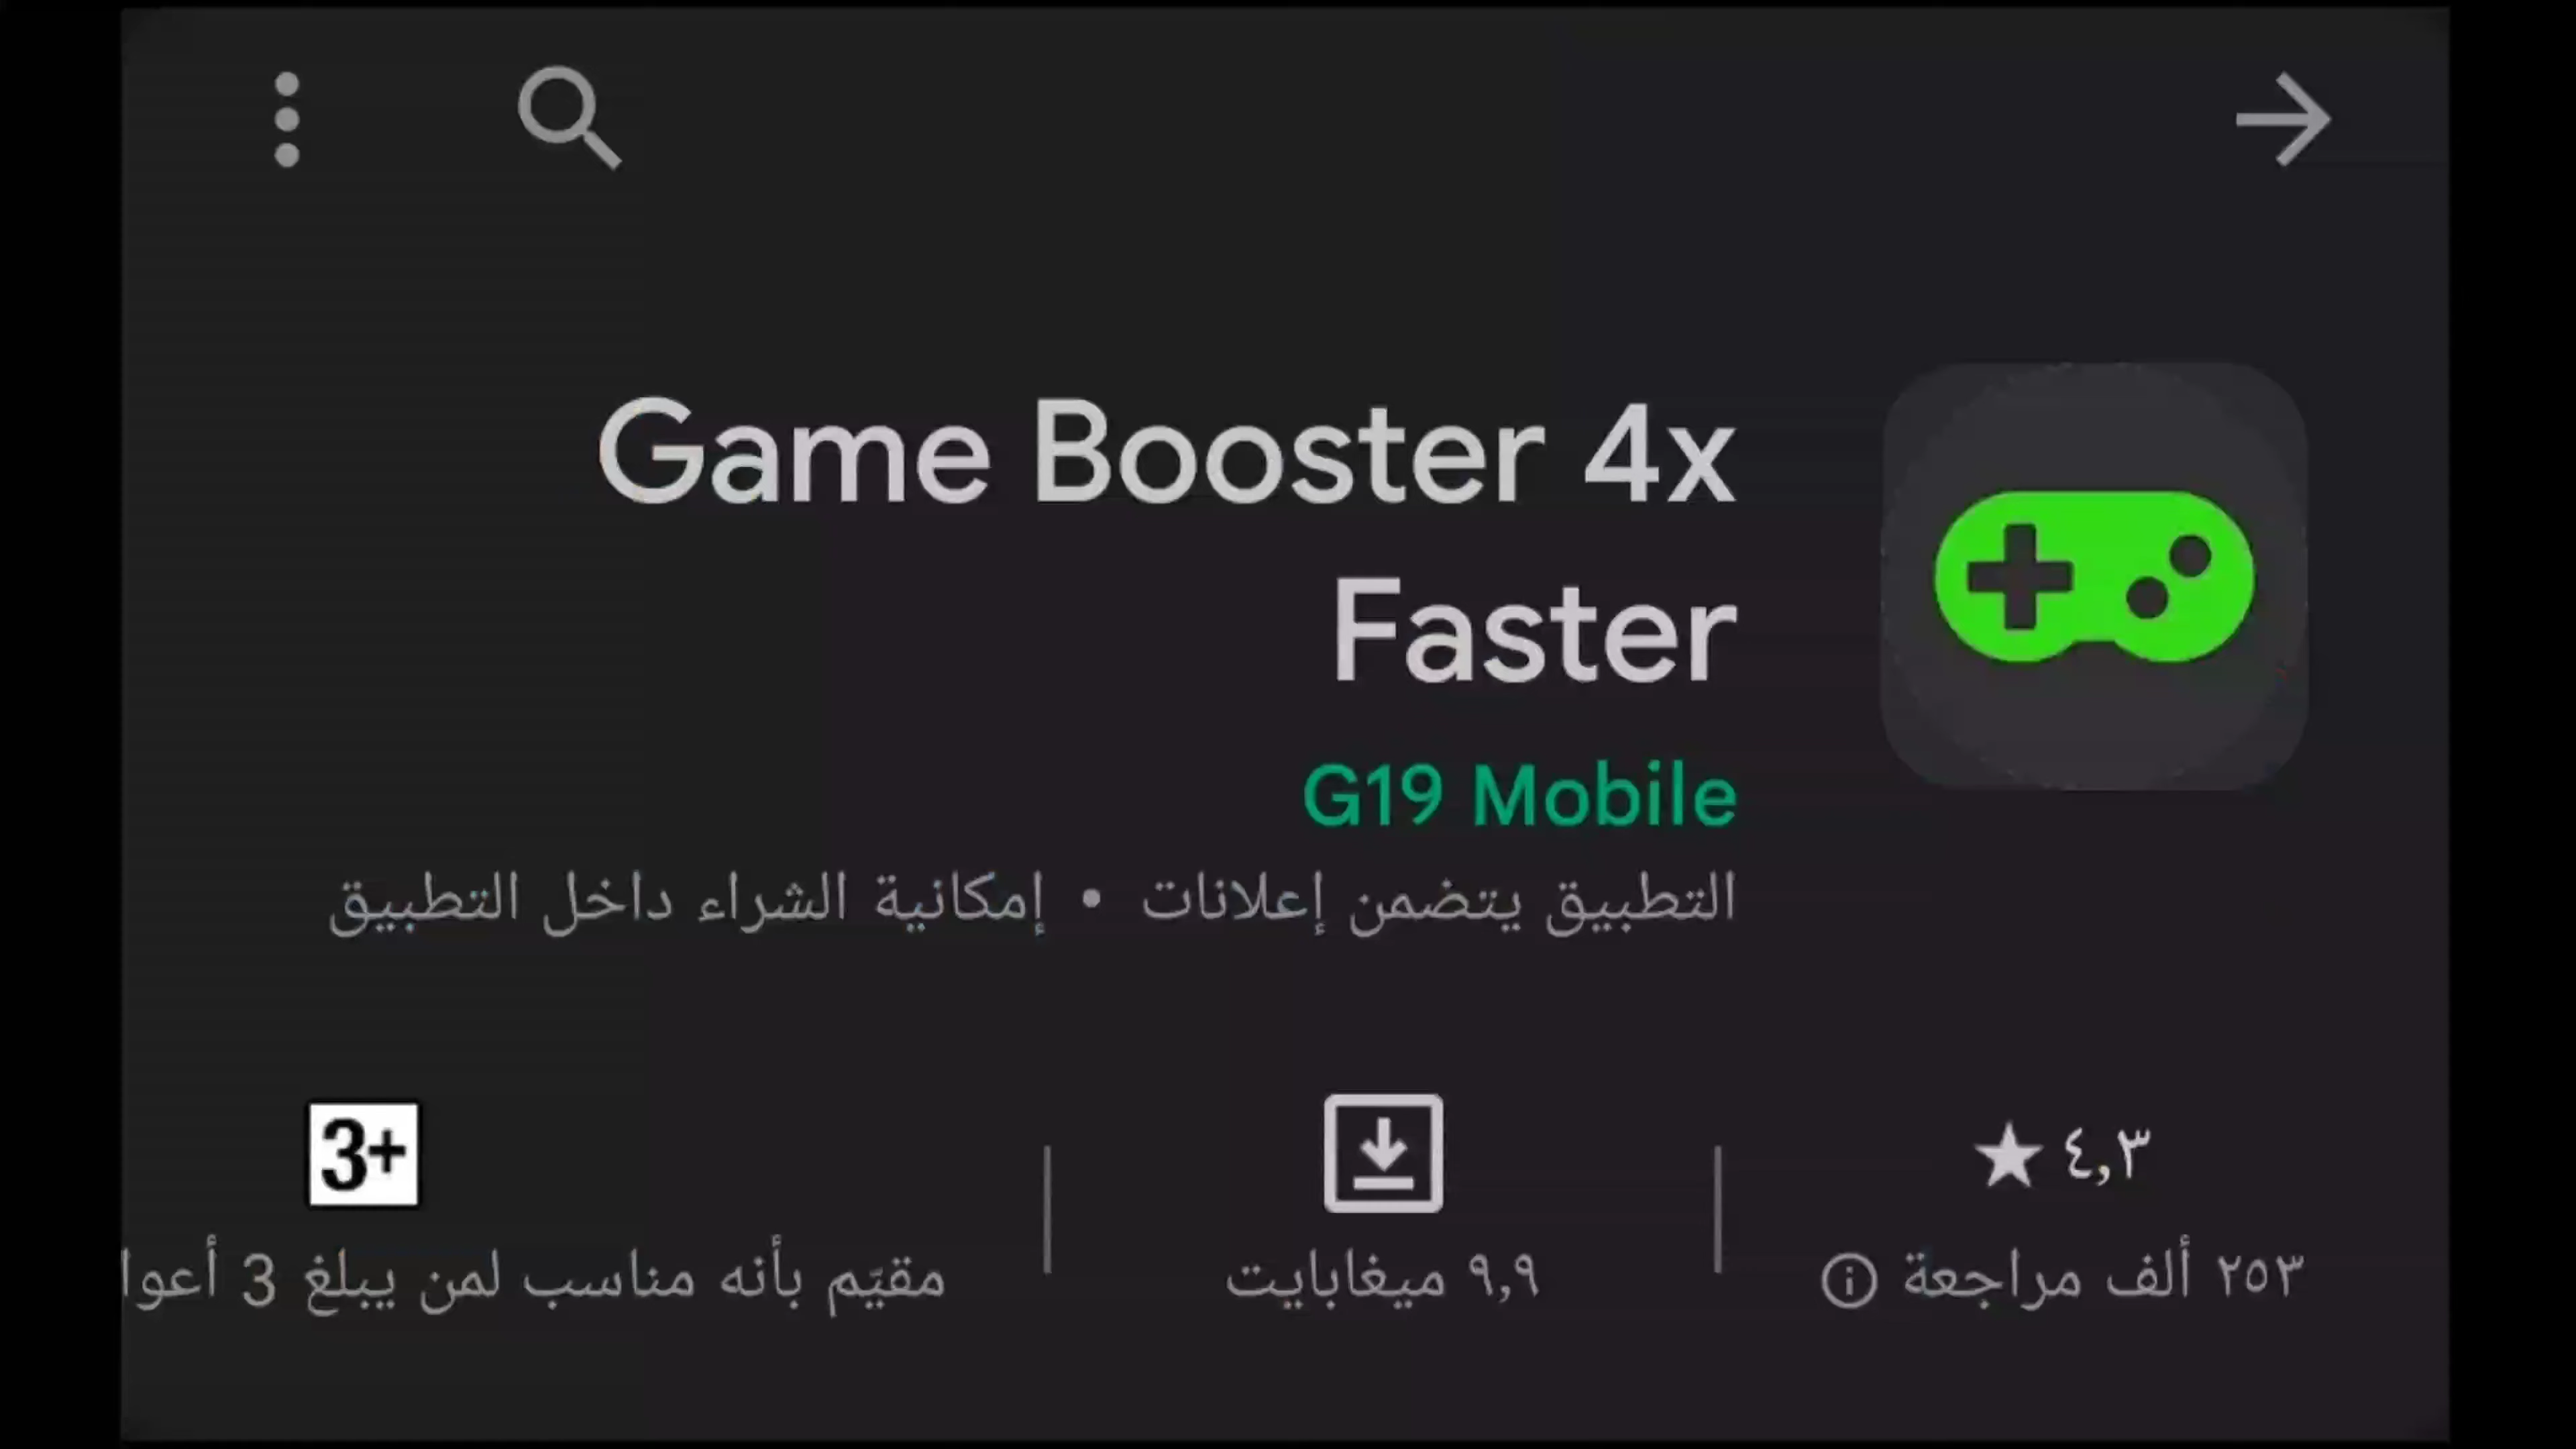 Game Booster 4x
Faster
G19 Mobile
التطبيق يتضمن إعلانات • إمكانية الشراء داخل التطبيق
٤,٣ ★
٢٥٣ ألف مراجعة
٩,٩ ميغابايت
3+
مقيّم بأنه مناسب لمن يبلغ 3 أعوا